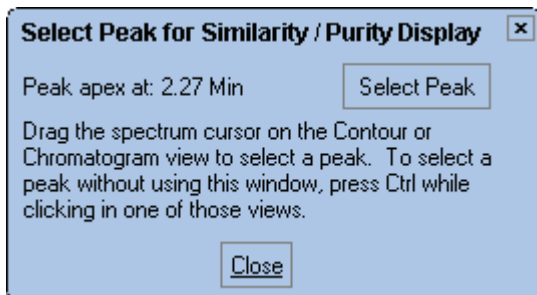 Select Peak for Similarity / Purity Display
Peak apex at: 2.27 Min
Select Peak
Drag the spectrum cursor on the Contour or
Chromatogram view to select a peak.  To select a
peak without using this window, press Ctrl while
clicking in one of those views.
Close